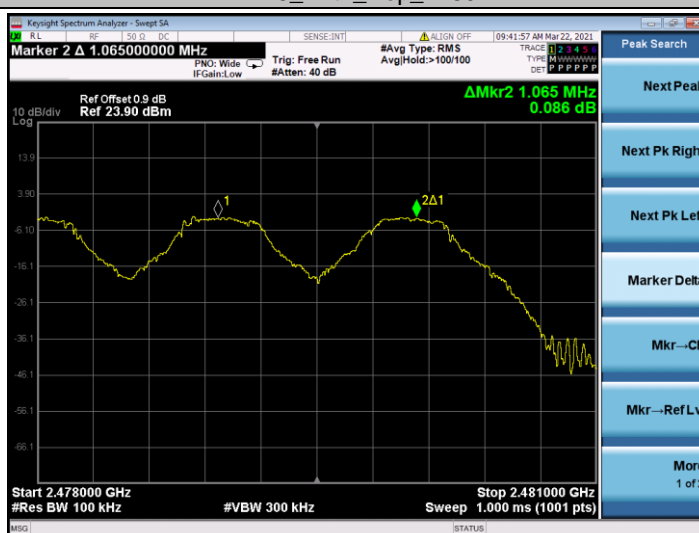 Keysight Spectrum Analyzer - Swept SA
RL RF 50 Ω DC SENSE:INT ALIGN OFF 09:41:57 AM Mar 22, 2021
Marker 2 Δ 1.065000000 MHz
PNO: Wide
IFGain:Low
Trig: Free Run
#Atten: 40 dB
#Avg Type: RMS
Avg|Hold:>100/100
TRACE 1 2 3 4 5 6
TYPE M W W W W W
DET P P P P P P
Peak Search
Ref Offset 0.9 dB
10 dB/div Ref 23.90 dBm
Log
ΔMkr2 1.065 MHz
0.086 dB
13.9
3.90
-6.10
-16.1
-26.1
-36.1
-46.1
-56.1
-66.1
1
2Δ1
Start 2.478000 GHz
Stop 2.481000 GHz
#Res BW 100 kHz
#VBW 300 kHz
Sweep 1.000 ms (1001 pts)
Next Peak
Next Pk Righ
Next Pk Lef
Marker Delta
Mkr→C
Mkr→Ref Lv
More
1 of
MSG
STATUS